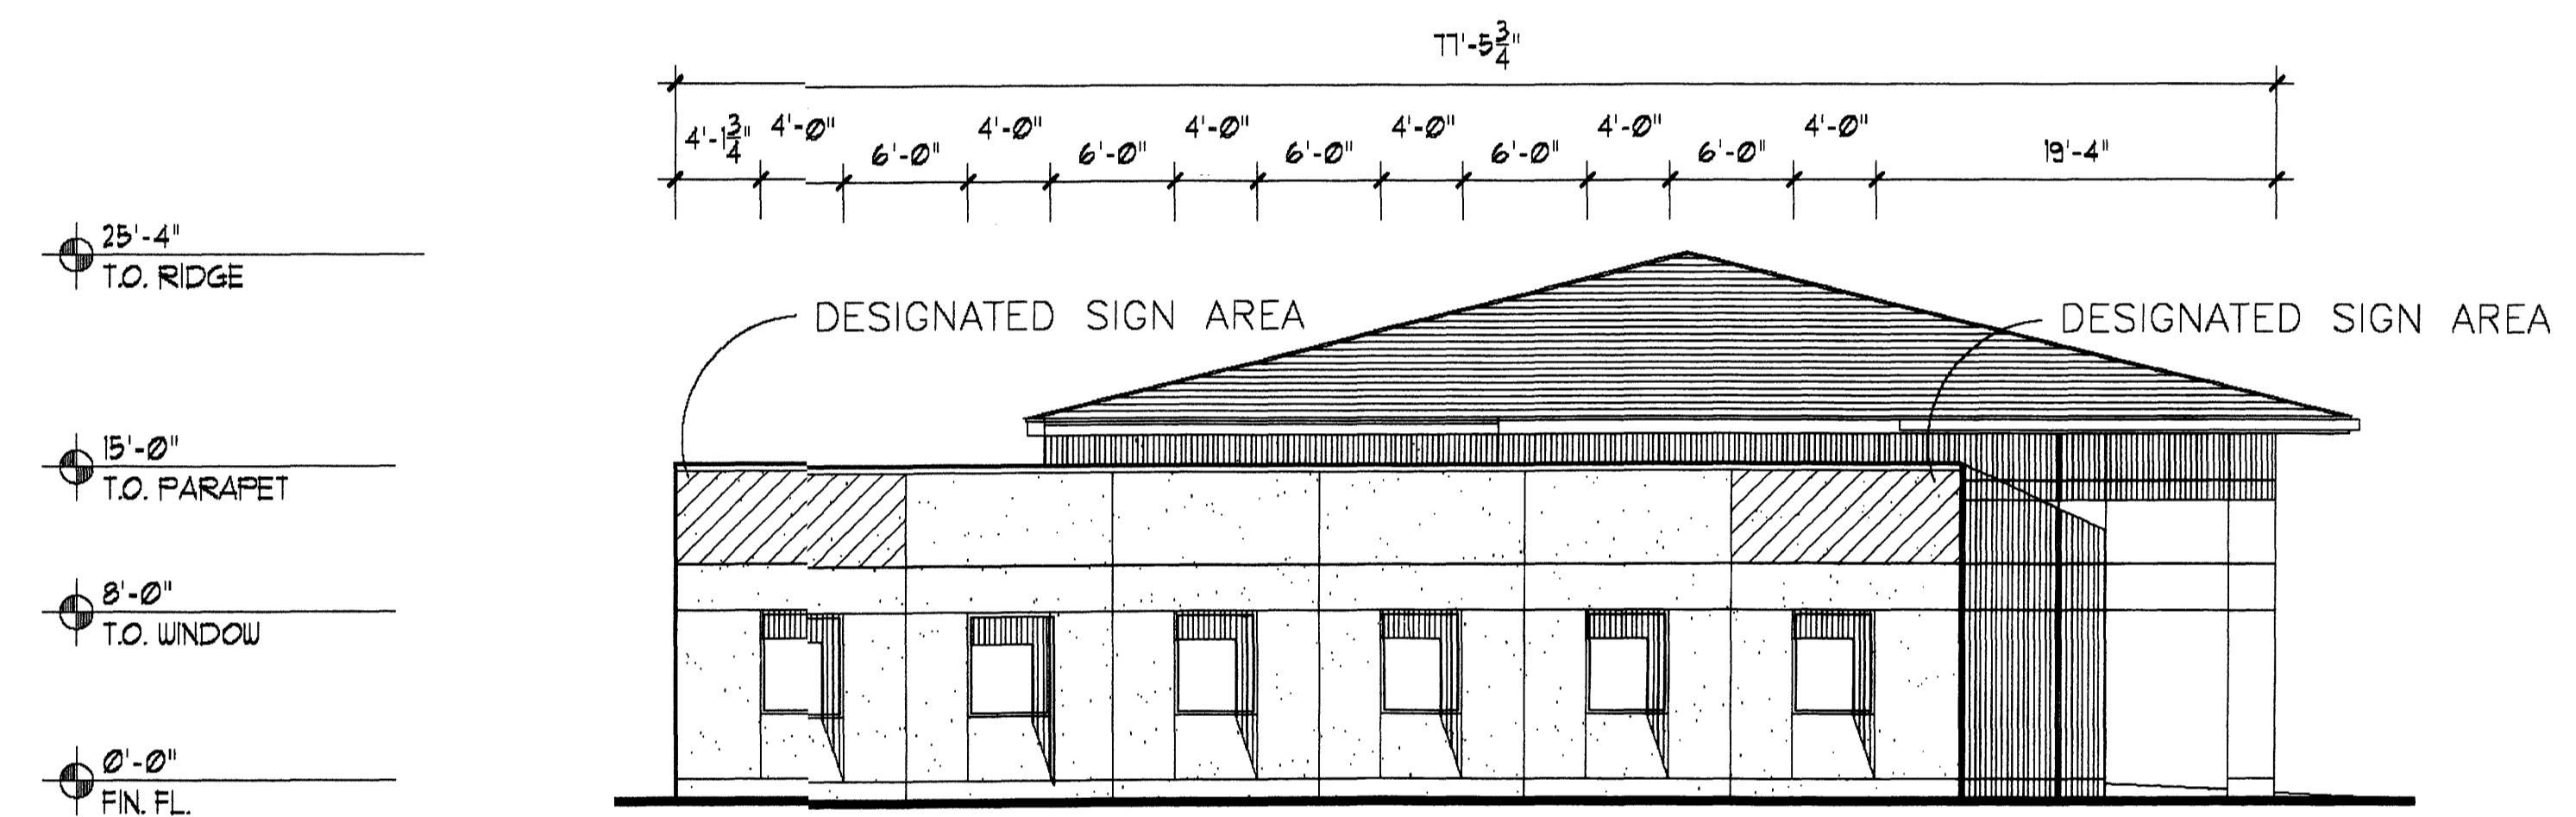 77'-5 3/4"
4'-1 3/4" 4'-0" 6'-0" 4'-0" 6'-0" 4'-0" 6'-0" 4'-0" 6'-0" 4'-0" 6'-0" 4'-0" 19'-4"
25'-4"
T.O. RIDGE
DESIGNATED SIGN AREA
DESIGNATED SIGN AREA
15'-0"
T.O. PARAPET
8'-0"
T.O. WINDOW
0'-0"
FIN. FL.